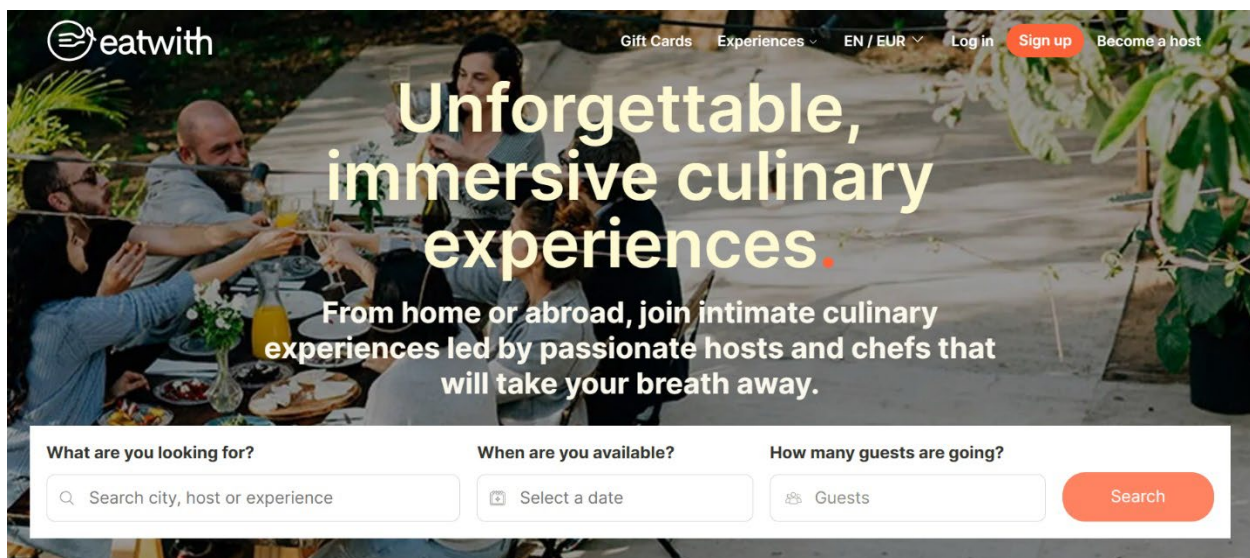 eatwith
Gift Cards Experiences EN / EUR Log in Sign up Become a host
Unforgettable,
immersive culinary
experiences.
From home or abroad, join intimate culinary
experiences led by passionate hosts and chefs that
will take your breath away.
What are you looking for? When are you available? How many guests are going?
Search city, host or experience Select a date Guests Search